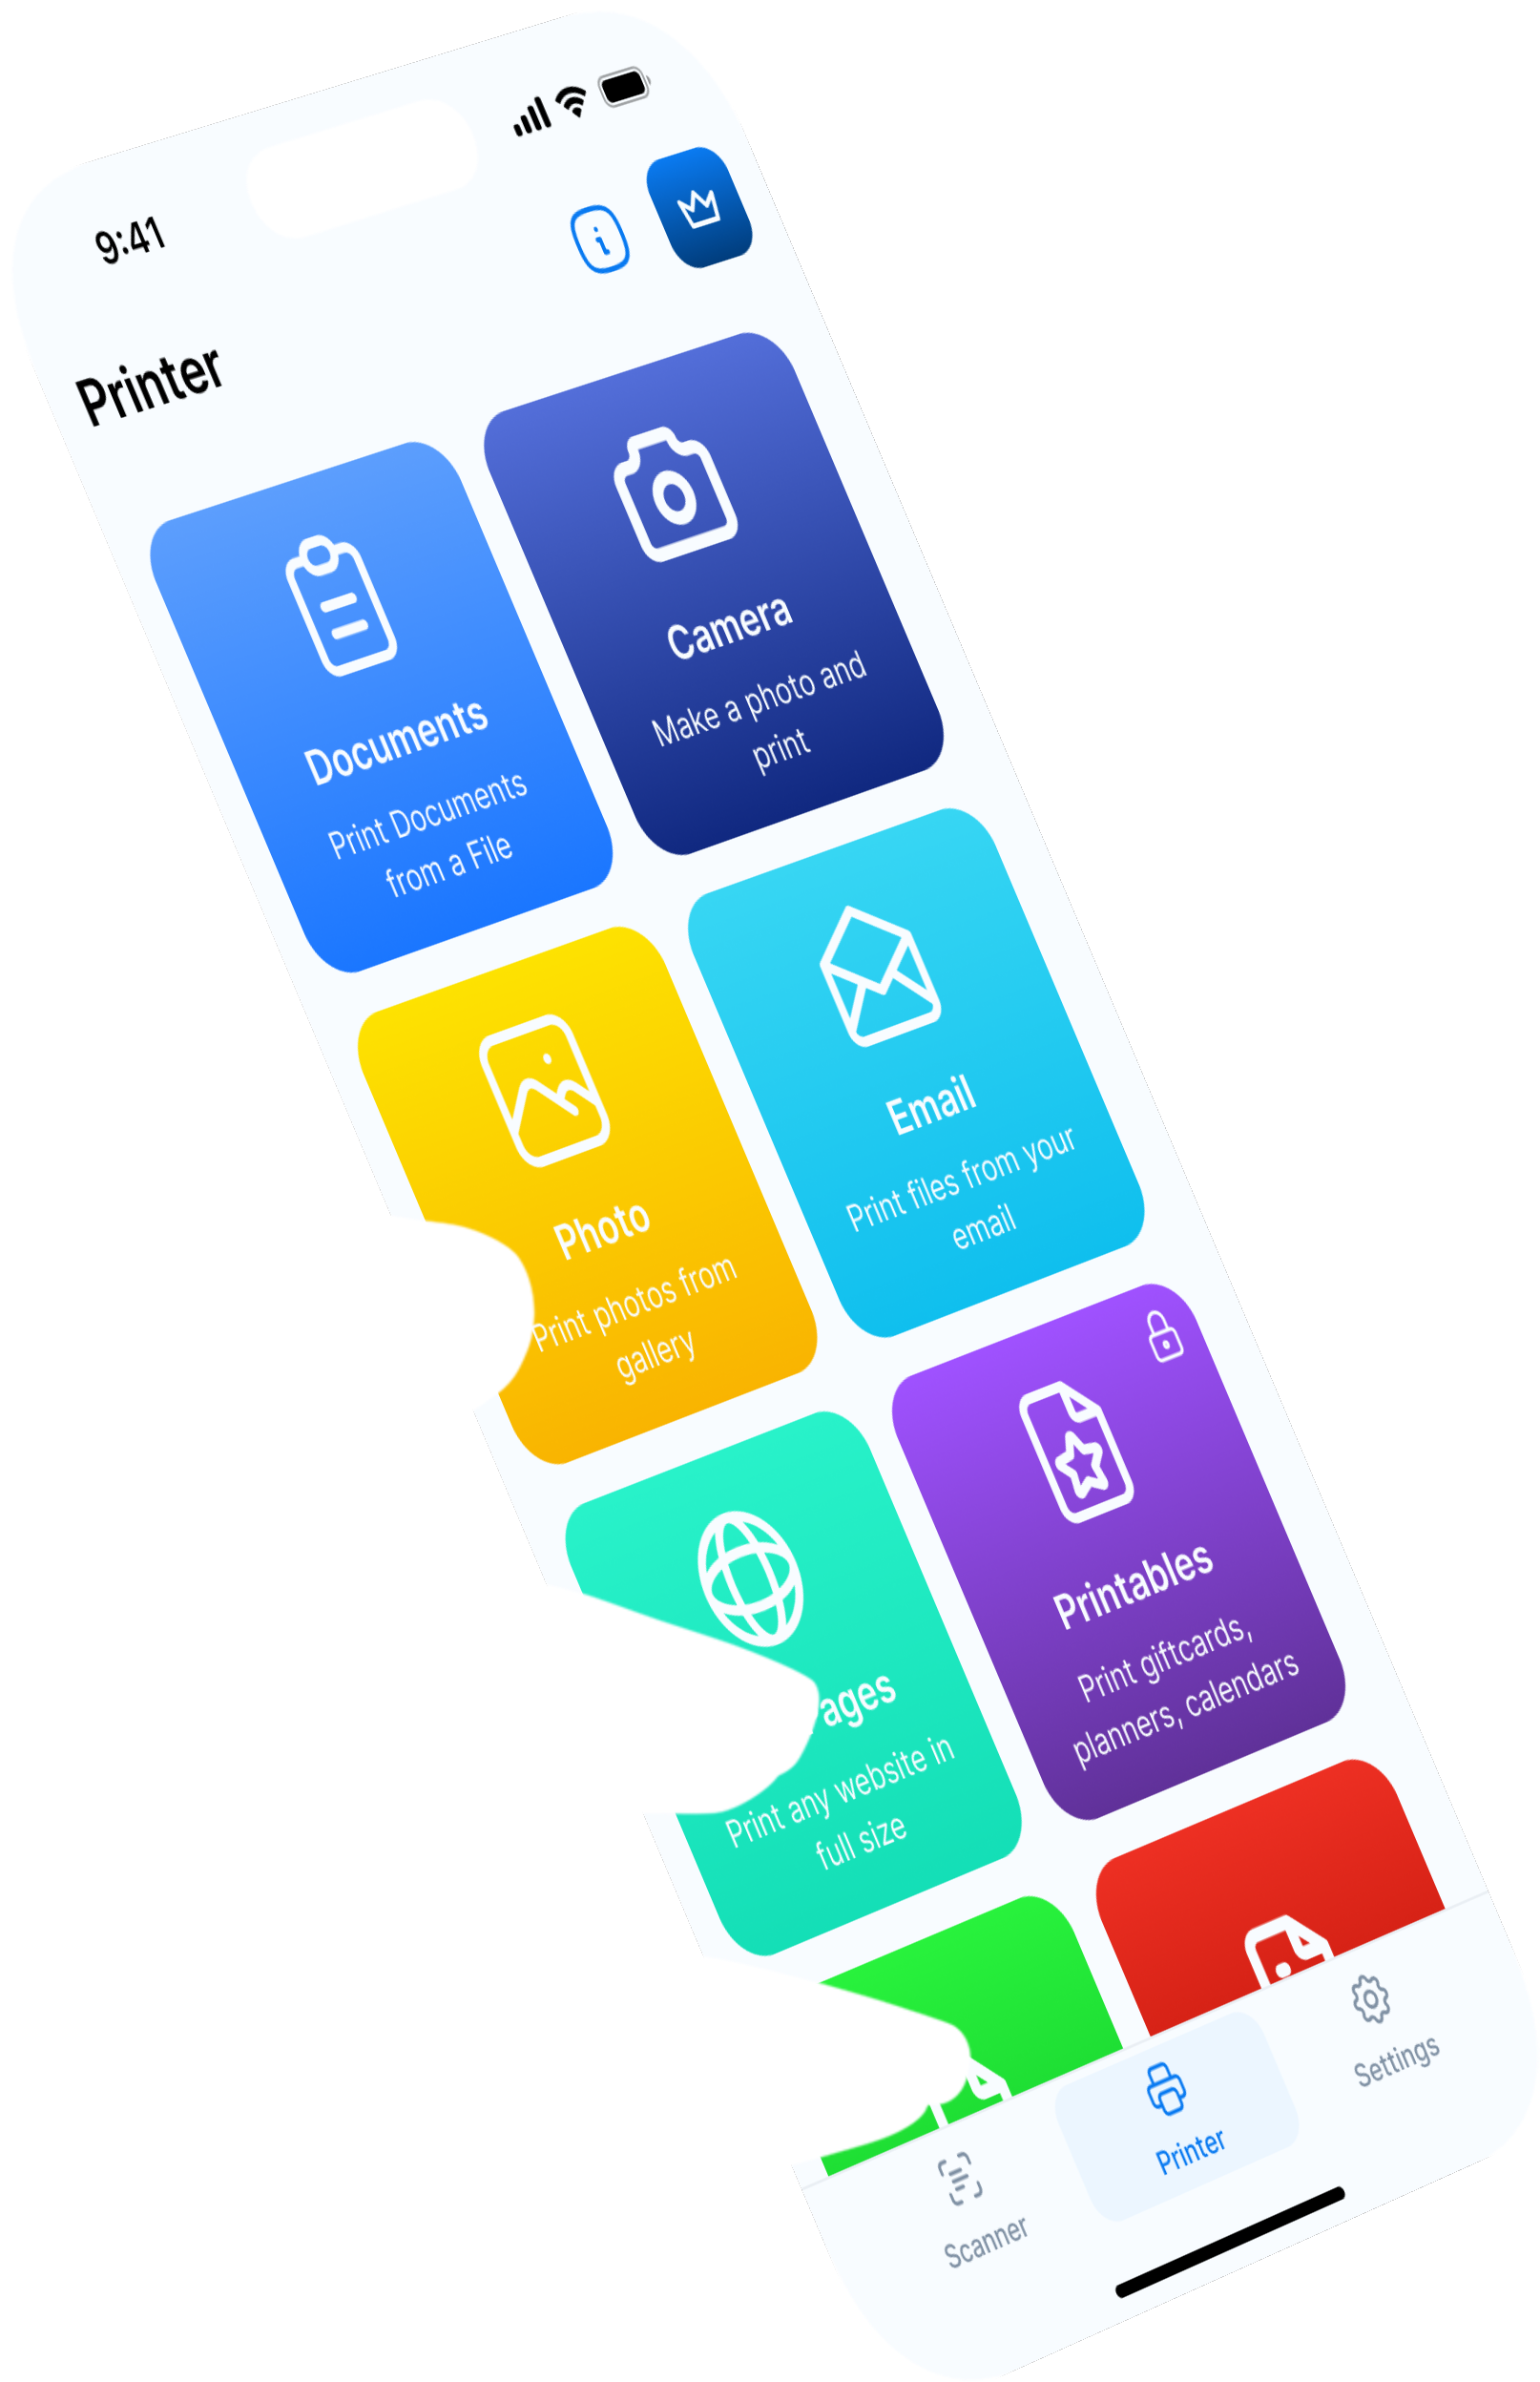 9:41
Printer
Documents
Print Documents
from a File
Camera
Make a photo and
print
Photo
Print photos from
gallery
Email
Print files from your
email
ages
Print any website in
full size
Printables
Print giftcards,
planners, calendars
Scanner
Printer
Settings